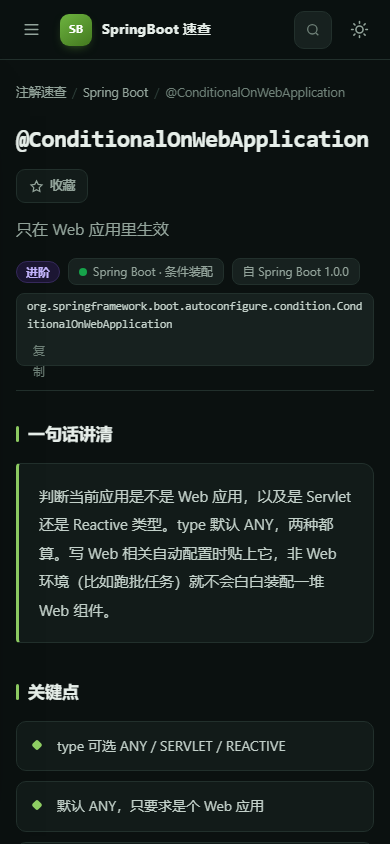 SB SpringBoot 速查
注解速查 / Spring Boot / @ConditionalOnWebApplication
@ConditionalOnWebApplication
收藏
只在 Web 应用里生效
进阶 Spring Boot · 条件装配 自 Spring Boot 1.0.0
org.springframework.boot.autoconfigure.condition.Cond
itionalOnWebApplication
复
制
一句话讲清
判断当前应用是不是 Web 应用，以及是 Servlet
还是 Reactive 类型。type 默认 ANY，两种都
算。写 Web 相关自动配置时贴上它，非 Web
环境（比如跑批任务）就不会白白装配一堆
Web 组件。
关键点
type 可选 ANY / SERVLET / REACTIVE
默认 ANY，只要求是个 Web 应用